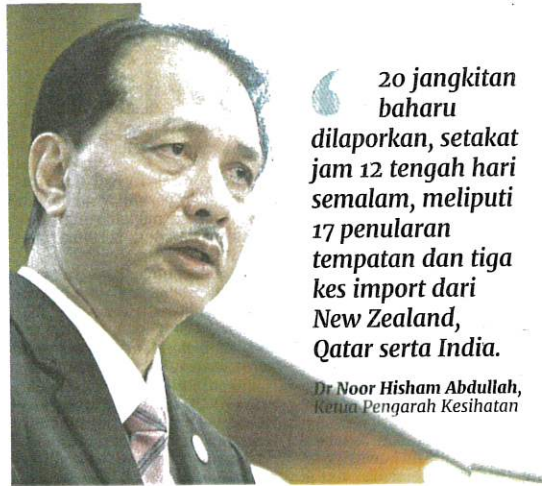 20 jangkitan
baharu
dilaporkan, setakat
jam 12 tengah hari
semalam, meliputi
17 penularan
tempatan dan tiga
kes import dari
New Zealand,
Qatar serta India.
Dr Noor Hisham Abdullah,
Ketua Pengarah Kesihatan